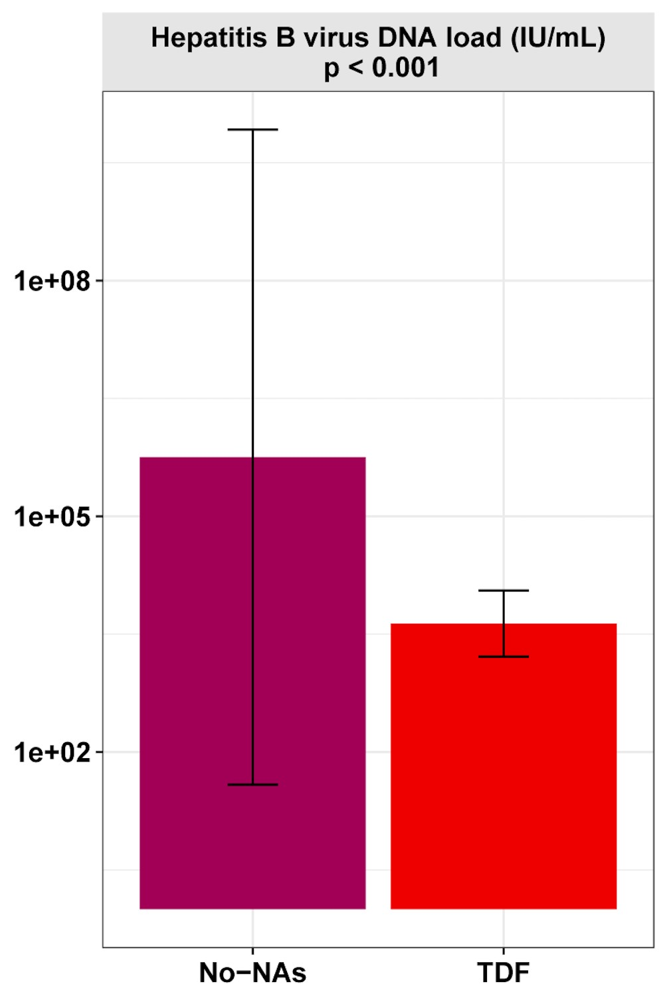 Hepatitis B virus DNA load (IU/mL)
p < 0.001
1e+08
1e+05
1e+02
No−NAs
TDF